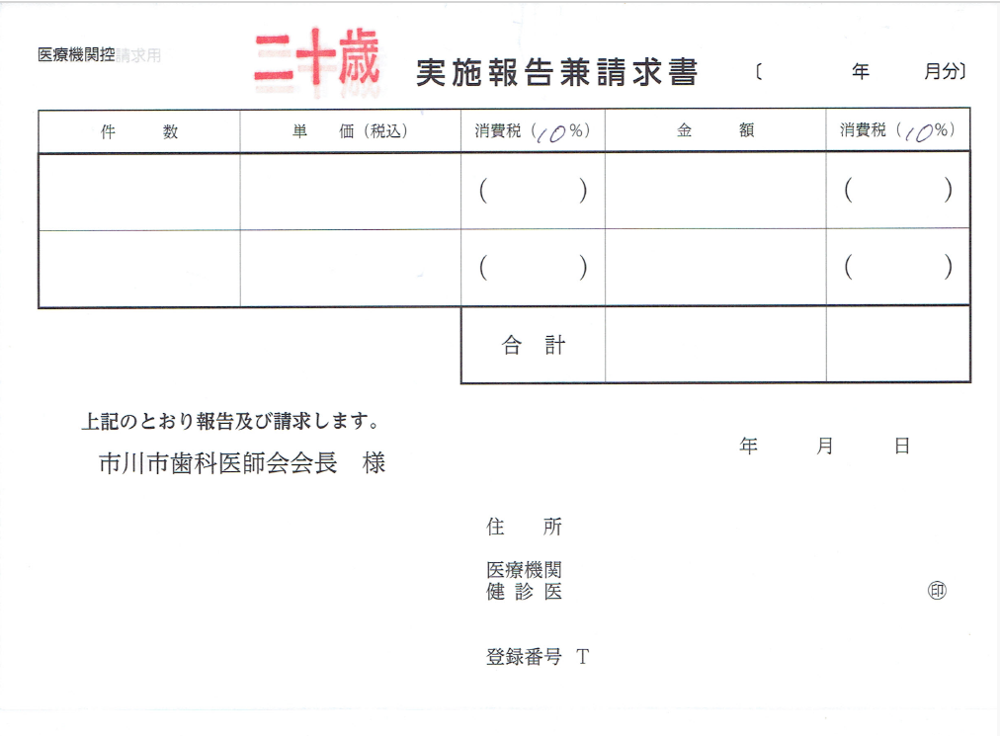 医療機関控請求用
二十歳 実施報告兼請求書 〔 年 月分〕
件 数 単 価(税込) 消費税(10%) 金 額 消費税(10%)
( ) ( )
( ) ( )
合 計
上記のとおり報告及び請求します。
市川市歯科医師会会長 様
年 月 日
住 所
医療機関
健 診 医 ㊞
登録番号 T